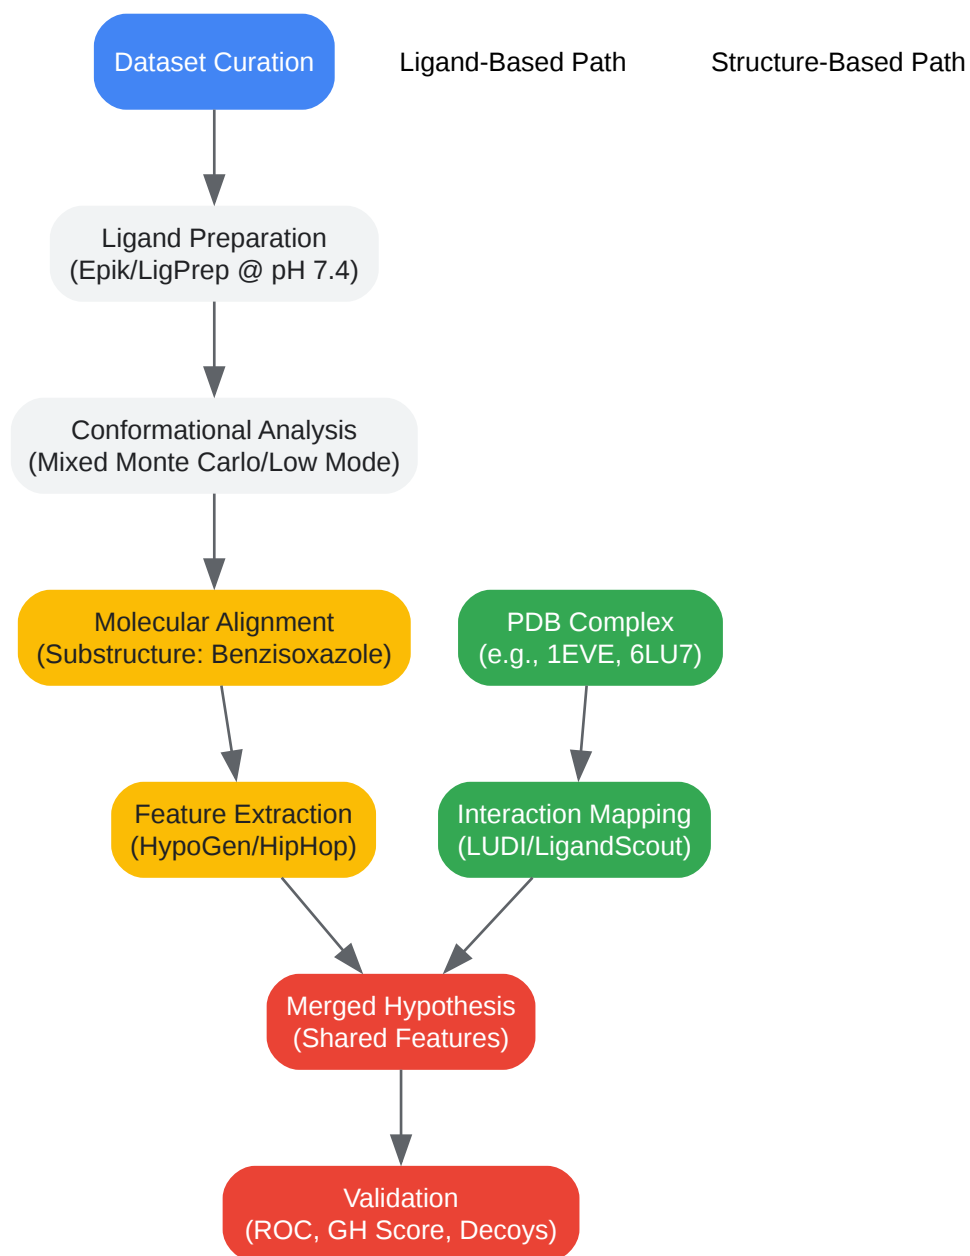 Dataset Curation
Ligand-Based Path
Structure-Based Path
Ligand Preparation
(Epik/LigPrep @ pH 7.4)
Conformational Analysis
(Mixed Monte Carlo/Low Mode)
Molecular Alignment
(Substructure: Benzisoxazole)
PDB Complex
(e.g., 1EVE, 6LU7)
Feature Extraction
(HypoGen/HipHop)
Interaction Mapping
(LUDI/LigandScout)
Merged Hypothesis
(Shared Features)
Validation
(ROC, GH Score, Decoys)